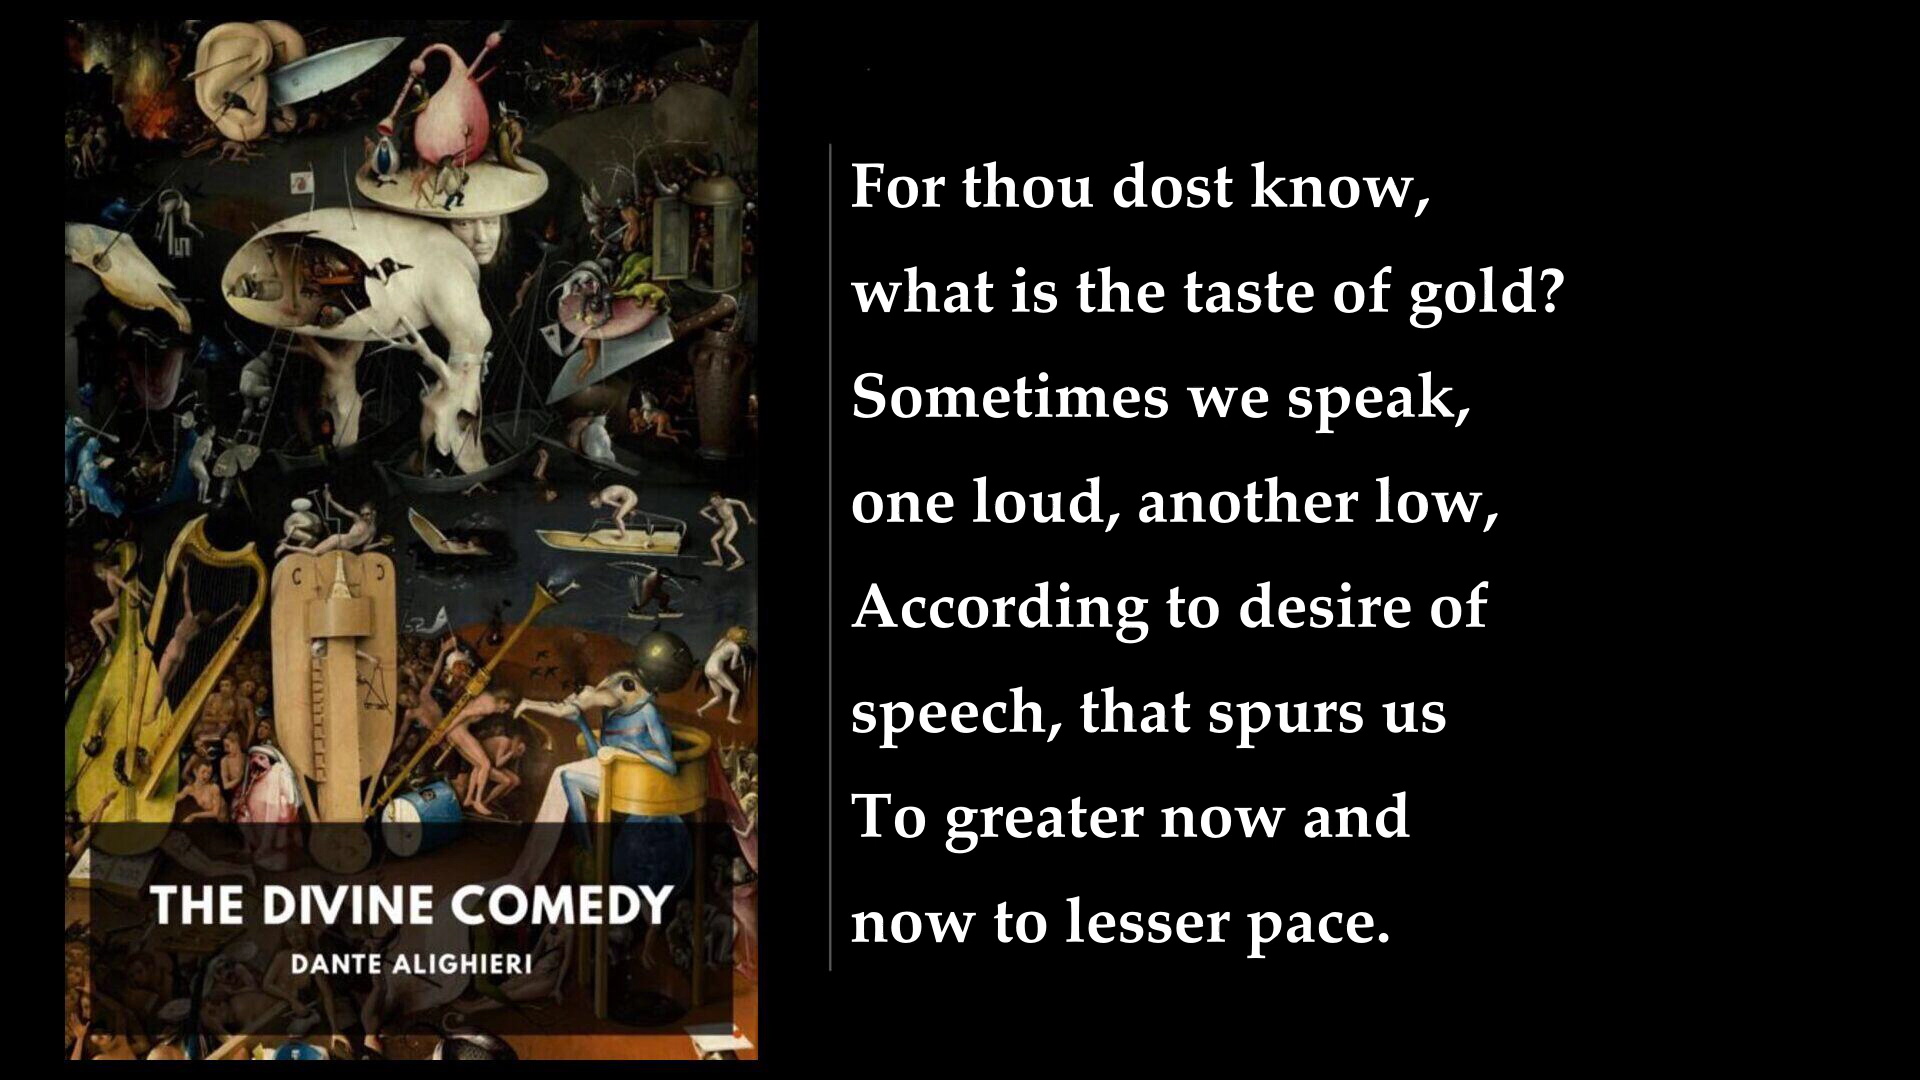 For thou dost know,
what is the taste of gold?
Sometimes we speak,
one loud, another low,
According to desire of
speech, that spurs us
To greater now and
now to lesser pace.
THE DIVINE COMEDY
DANTE ALIGHIERI